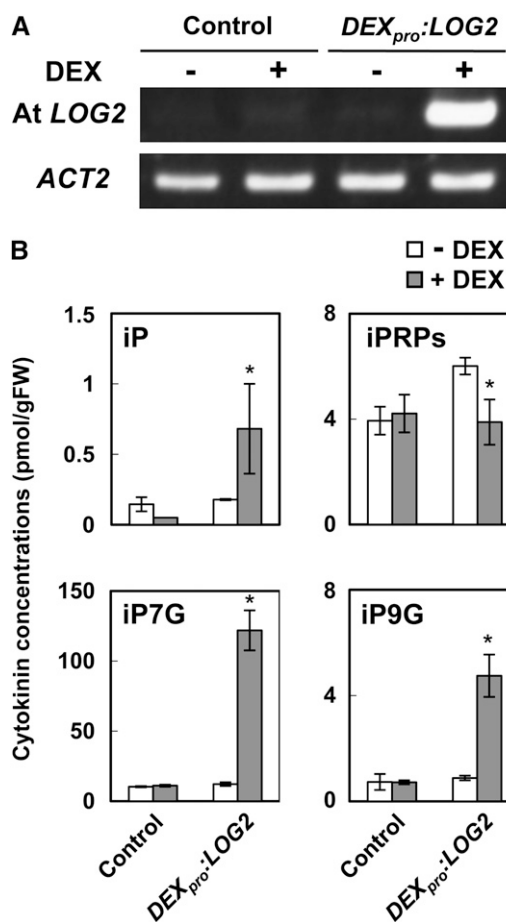 A
Control DEXpro:LOG2
DEX - + - +
At LOG2
ACT2
B
- DEX
+ DEX
Cytokinin concentrations (pmol/gFW)
iP
1.5
1
0.5
0
*
iPRPs
8
4
0
*
iP7G
150
100
50
0
*
iP9G
8
4
0
*
Control DEXpro:LOG2 Control DEXpro:LOG2